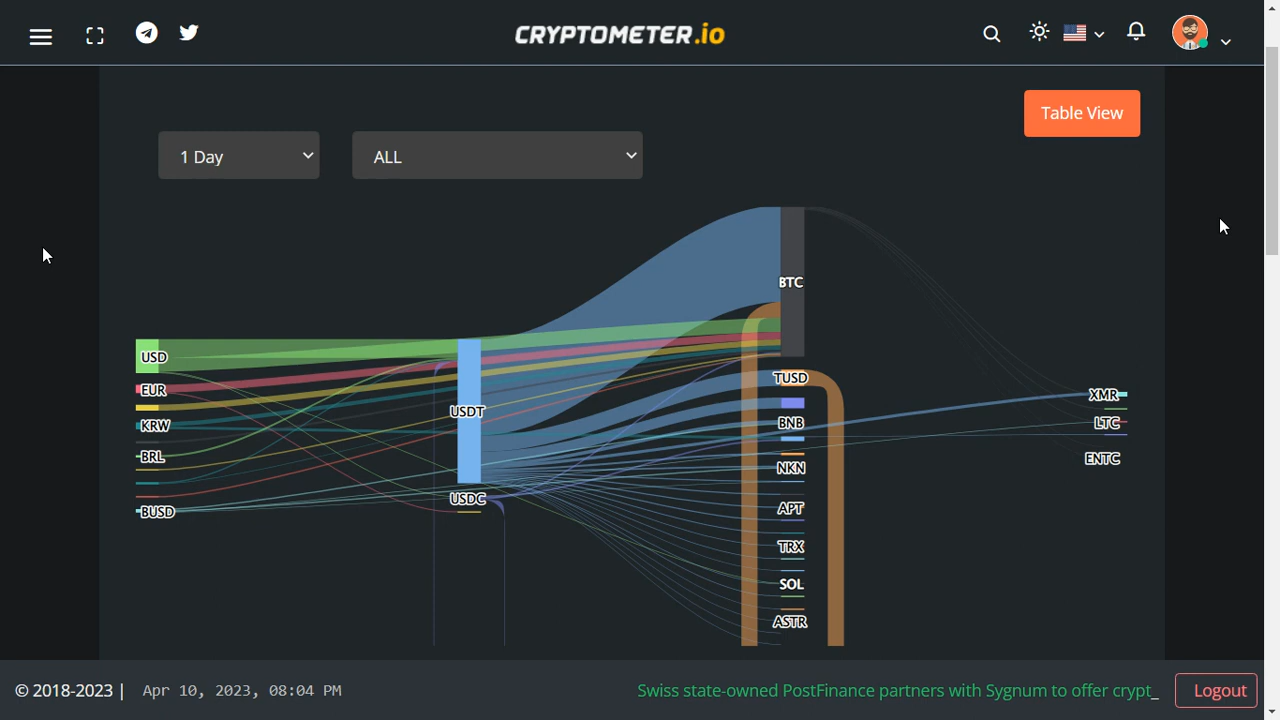 CRYPTOMETER.io
Table View
1 Day
ALL
BTC
USD
TUSD
EUR
XMR
USDT
KRW
BNB
LTC
BRL
NKN
ENTC
USDC
BUSD
APT
TRX
SOL
ASTR
© 2018-2023 | Apr 10, 2023, 08:04 PM
Swiss state-owned PostFinance partners with Sygnum to offer crypt_
Logout